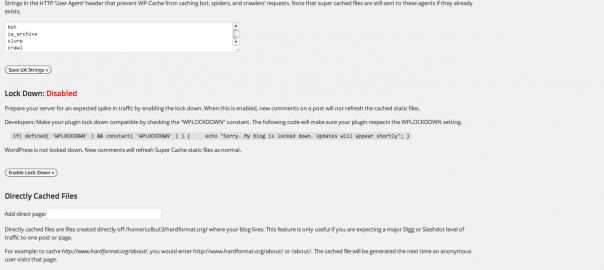 Strings in the HTTP 'User Agent' header that prevent WP-Cache from caching bot, spiders, and crawlers' requests. Note that super cached files are still sent to these agents if they already
exists.
bot
ia_archive
slurp
crawl
Save UA Strings »
Lock Down: Disabled
Prepare your server for an expected spike in traffic by enabling the lock down. When this is enabled, new comments on a post will not refresh the cached static files.
Developers: Make your plugin lock down compatible by checking the "WPLOCKDOWN" constant. The following code will make sure your plugin respects the WPLOCKDOWN setting.
if( defined( 'WPLOCKDOWN' ) && constant( 'WPLOCKDOWN' ) ) { echo "Sorry. My blog is locked down. Updates will appear shortly"; }
WordPress is not locked down. New comments will refresh Super Cache static files as normal.
Enable Lock Down »
Directly Cached Files
Add direct page:
Directly cached files are files created directly off /home/colbut3/hardformat.org/ where your blog lives. This feature is only useful if you are expecting a major Digg or Slashdot level of
traffic to one post or page.
For example: to cache http://www.hardformat.org/about/, you would enter http://www.hardformat.org/about/ or /about/. The cached file will be generated the next time an anonymous
user visits that page.